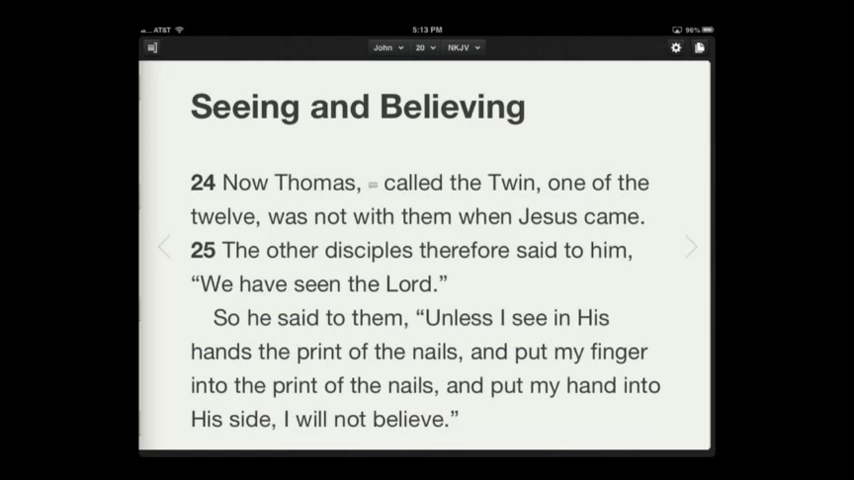 AT&T 5:13 PM 96%
John 20 NKJV
Seeing and Believing
24 Now Thomas, called the Twin, one of the
twelve, was not with them when Jesus came.
25 The other disciples therefore said to him,
“We have seen the Lord.”
So he said to them, “Unless I see in His
hands the print of the nails, and put my finger
into the print of the nails, and put my hand into
His side, I will not believe.”